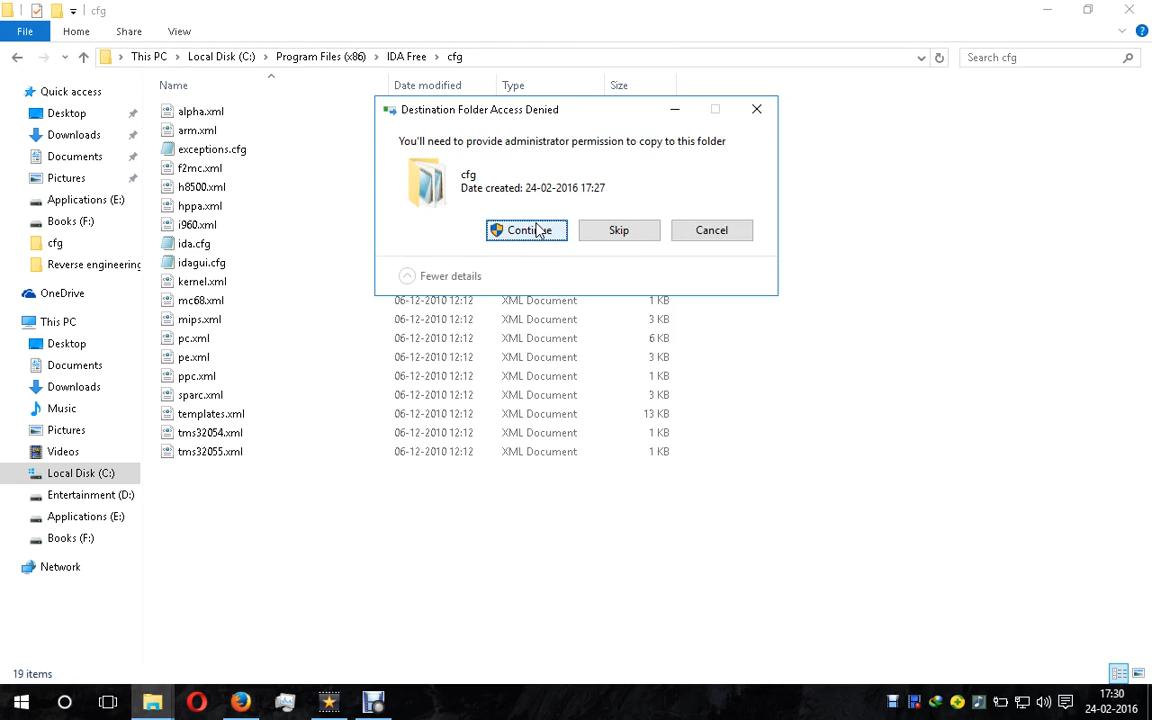 cfg
File Home Share View
This PC Local Disk (C:) Program Files (x86) IDA Free cfg Search cfg
Name Date modified Type Size
Quick access
Desktop
Downloads
Documents
Pictures
Applications (E:)
Books (F:)
cfg
Reverse engineering
OneDrive
This PC
Desktop
Documents
Downloads
Music
Pictures
Videos
Local Disk (C:)
Entertainment (D:)
Applications (E:)
Books (F:)
Network
alpha.xml
arm.xml
exceptions.cfg
f2mc.xml
h8500.xml
hppa.xml
i960.xml
ida.cfg
idagui.cfg
kernel.xml
mc68.xml 06-12-2010 12:12 XML Document 1 KB
mips.xml 06-12-2010 12:12 XML Document 3 KB
pc.xml 06-12-2010 12:12 XML Document 6 KB
pe.xml 06-12-2010 12:12 XML Document 3 KB
ppc.xml 06-12-2010 12:12 XML Document 1 KB
sparc.xml 06-12-2010 12:12 XML Document 3 KB
templates.xml 06-12-2010 12:12 XML Document 13 KB
tms32054.xml 06-12-2010 12:12 XML Document 1 KB
tms32055.xml 06-12-2010 12:12 XML Document 1 KB
Destination Folder Access Denied
You'll need to provide administrator permission to copy to this folder
cfg
Date created: 24-02-2016 17:27
Continue Skip Cancel
Fewer details
19 items
17:30
24-02-2016